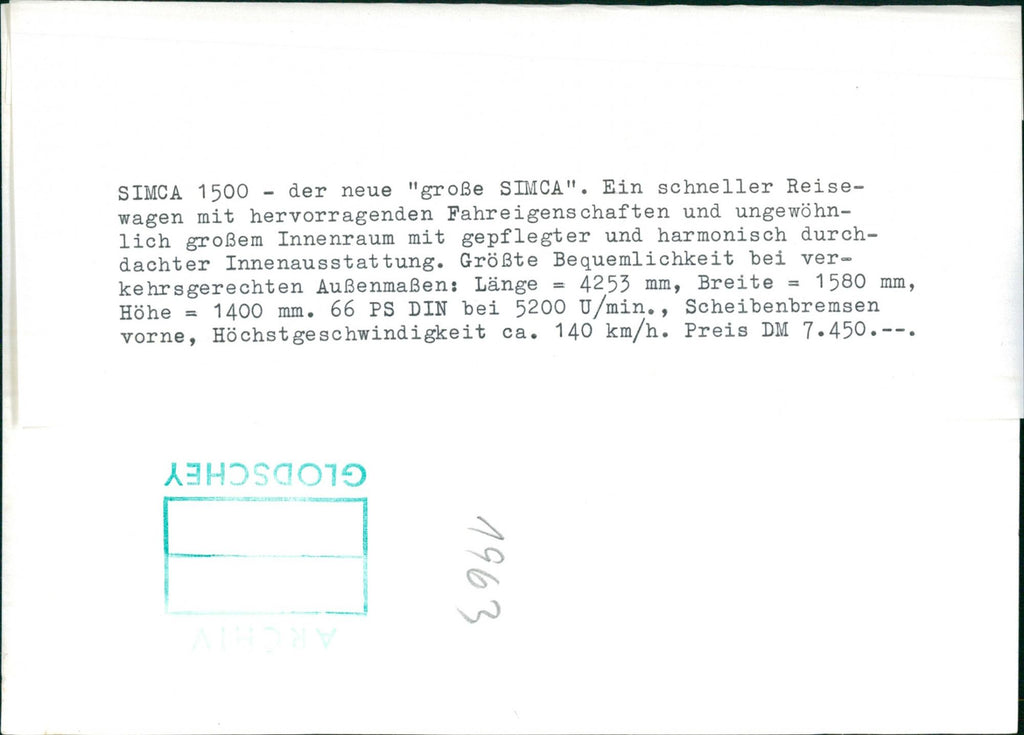 SIMCA 1500 - der neue "große SIMCA". Ein schneller Reise-
wagen mit hervorragenden Fahreigenschaften und ungewöhn-
lich großem Innenraum mit gepflegter und harmonisch durch-
dachter Innenausstattung. Größte Bequemlichkeit bei ver-
kehrsgerechten Außenmaßen: Länge = 4253 mm, Breite = 1580 mm,
Höhe = 1400 mm. 66 PS DIN bei 5200 U/min., Scheibenbremsen
vorne, Höchstgeschwindigkeit ca. 140 km/h. Preis DM 7.450.--.
GLODSCHEY
ARCHIV
1963